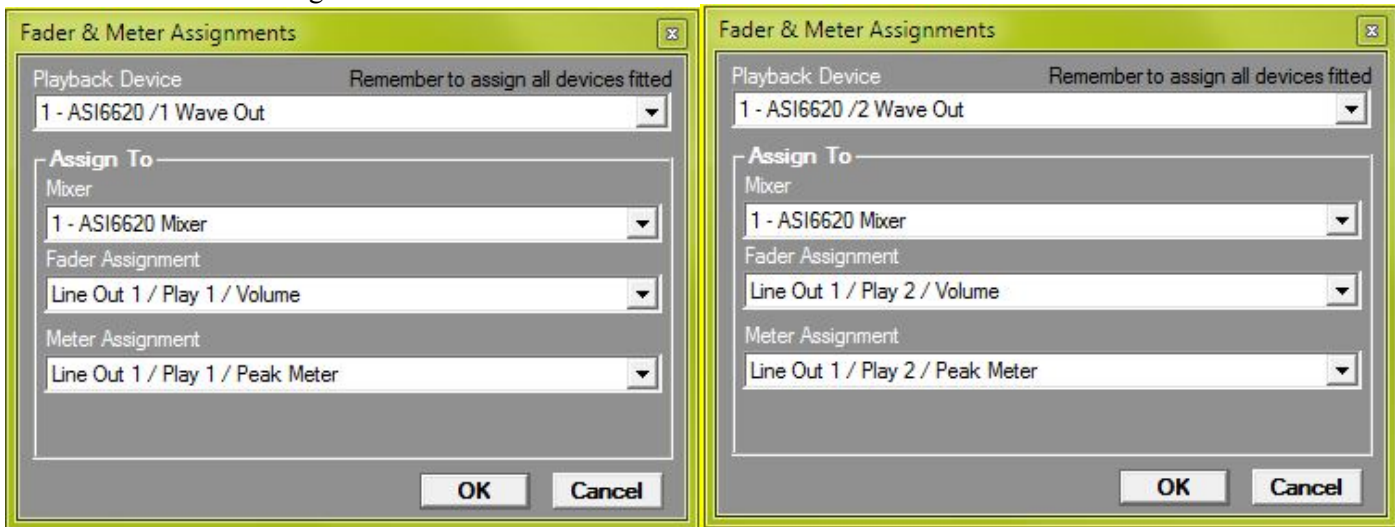 Fader & Meter Assignments
Playback Device Remember to assign all devices fitted
1 - ASI6620 /1 Wave Out
Assign To
Mixer
1 - ASI6620 Mixer
Fader Assignment
Line Out 1 / Play 1 / Volume
Meter Assignment
Line Out 1 / Play 1 / Peak Meter
OK Cancel
Fader & Meter Assignments
Playback Device Remember to assign all devices fitted
1 - ASI6620 /2 Wave Out
Assign To
Mixer
1 - ASI6620 Mixer
Fader Assignment
Line Out 1 / Play 2 / Volume
Meter Assignment
Line Out 1 / Play 2 / Peak Meter
OK Cancel